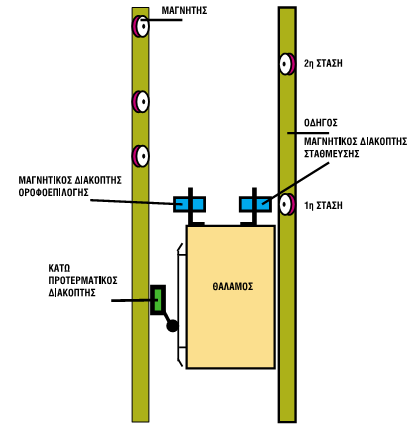 ΜΑΓΝΗΤΗΣ
2η ΣΤΑΣΗ
ΟΔΗΓΟΣ
ΜΑΓΝΗΤΙΚΟΣ ΔΙΑΚΟΠΤΗΣ
ΣΤΑΘΜΕΥΣΗΣ
ΜΑΓΝΗΤΙΚΟΣ ΔΙΑΚΟΠΤΗΣ
ΟΡΟΦΟΕΠΙΛΟΓΗΣ
1η ΣΤΑΣΗ
ΚΑΤΩ
ΠΡΟΤΕΡΜΑΤΙΚΟΣ
ΔΙΑΚΟΠΤΗΣ
ΘΑΛΑΜΟΣ